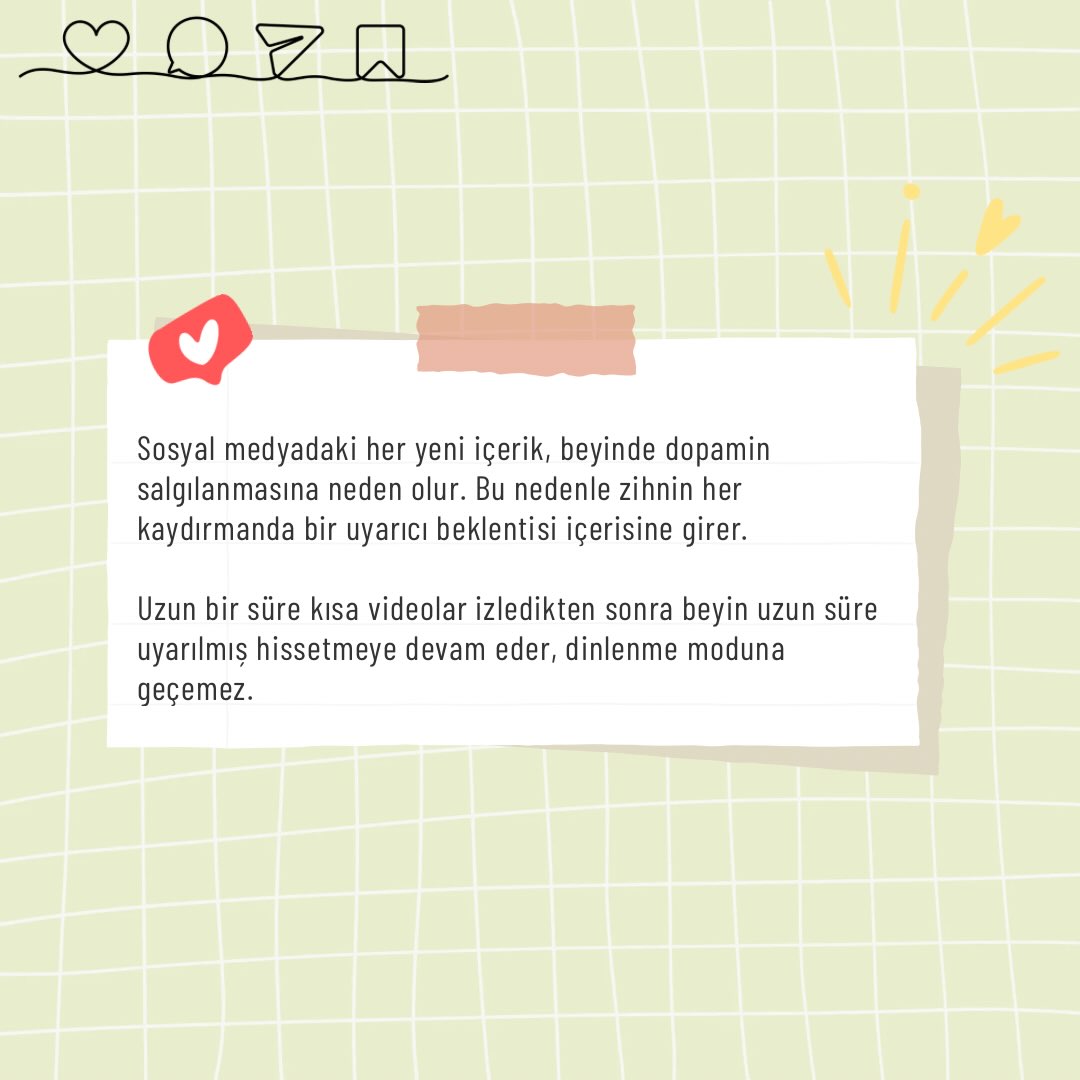 Sosyal medyadaki her yeni içerik, beyinde dopamin
salgılanmasına neden olur. Bu nedenle zihnin her
kaydırmanda bir uyarıcı beklentisi içerisine girer.
Uzun bir süre kısa videolar izledikten sonra beyin uzun süre
uyarılmış hissetmeye devam eder, dinlenme moduna
geçemez.